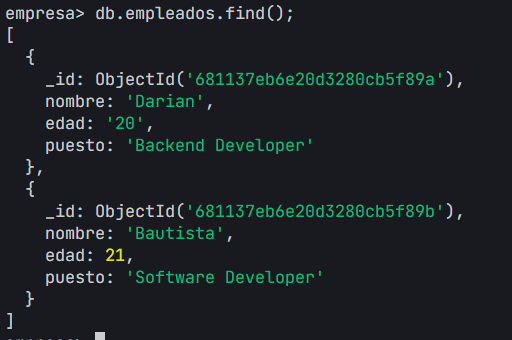 empresa> db.empleados.find();
[
  {
    _id: ObjectId('681137eb6e20d3280cb5f89a'),
    nombre: 'Darian',
    edad: '20',
    puesto: 'Backend Developer'
  },
  {
    _id: ObjectId('681137eb6e20d3280cb5f89b'),
    nombre: 'Bautista',
    edad: 21,
    puesto: 'Software Developer'
  }
]
empresa>